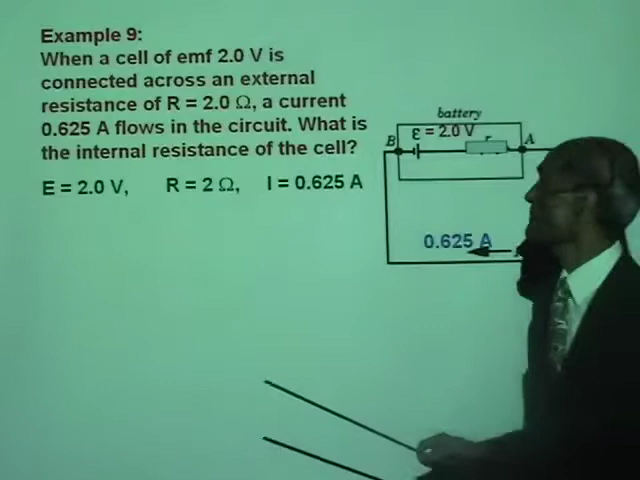 Example 9:
When a cell of emf 2.0 V is
connected across an external
resistance of R = 2.0 Ω, a current
0.625 A flows in the circuit. What is
the internal resistance of the cell?
E = 2.0 V, R = 2 Ω, I = 0.625 A
battery
ε = 2.0 V r
B A
0.625 A